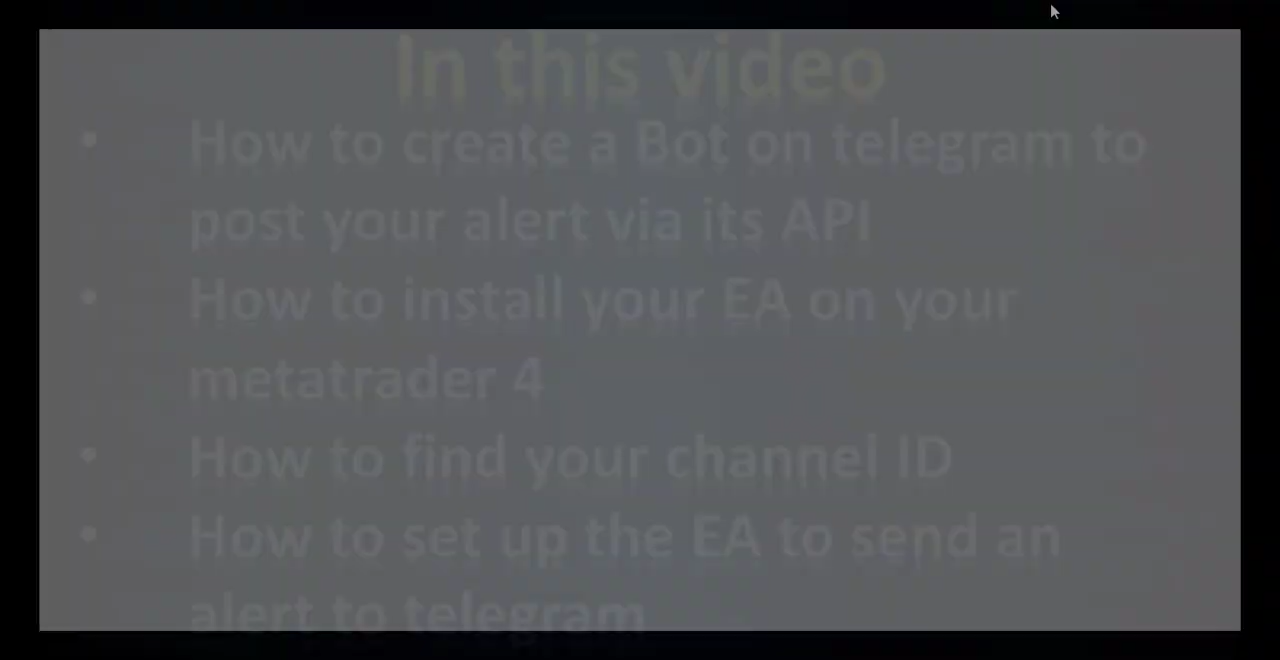 In this video
• How to create a Bot on telegram to
post your alert via its API
• How to install your EA on your
metatrader 4
• How to find your channel ID
• How to set up the EA to send an
alert to telegram